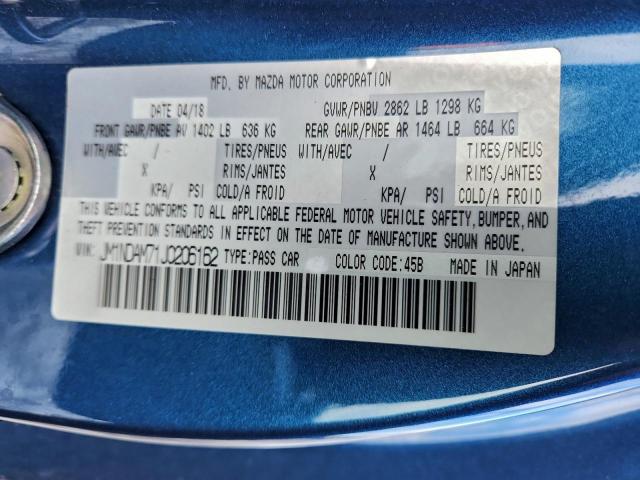 MFD. BY MAZDA MOTOR CORPORATION
DATE 04/18 GVWR/PNBV 2862 LB 1298 KG
FRONT GAWR/PNBE AV 1402 LB 636 KG REAR GAWR/PNBE AR 1464 LB 664 KG
WITH/AVEC / TIRES/PNEUS WITH/AVEC / TIRES/PNEUS
X RIMS/JANTES X RIMS/JANTES
KPA/ PSI COLD/A FROID KPA/ PSI COLD/A FROID
THIS VEHICLE CONFORMS TO ALL APPLICABLE FEDERAL MOTOR VEHICLE SAFETY, BUMPER, AND
THEFT PREVENTION STANDARDS IN EFFECT ON THE DATE OF MANUFACTURE SHOWN ABOVE.
VIN: JM1NDAM71J0206162 TYPE:PASS CAR COLOR CODE:45B MADE IN JAPAN